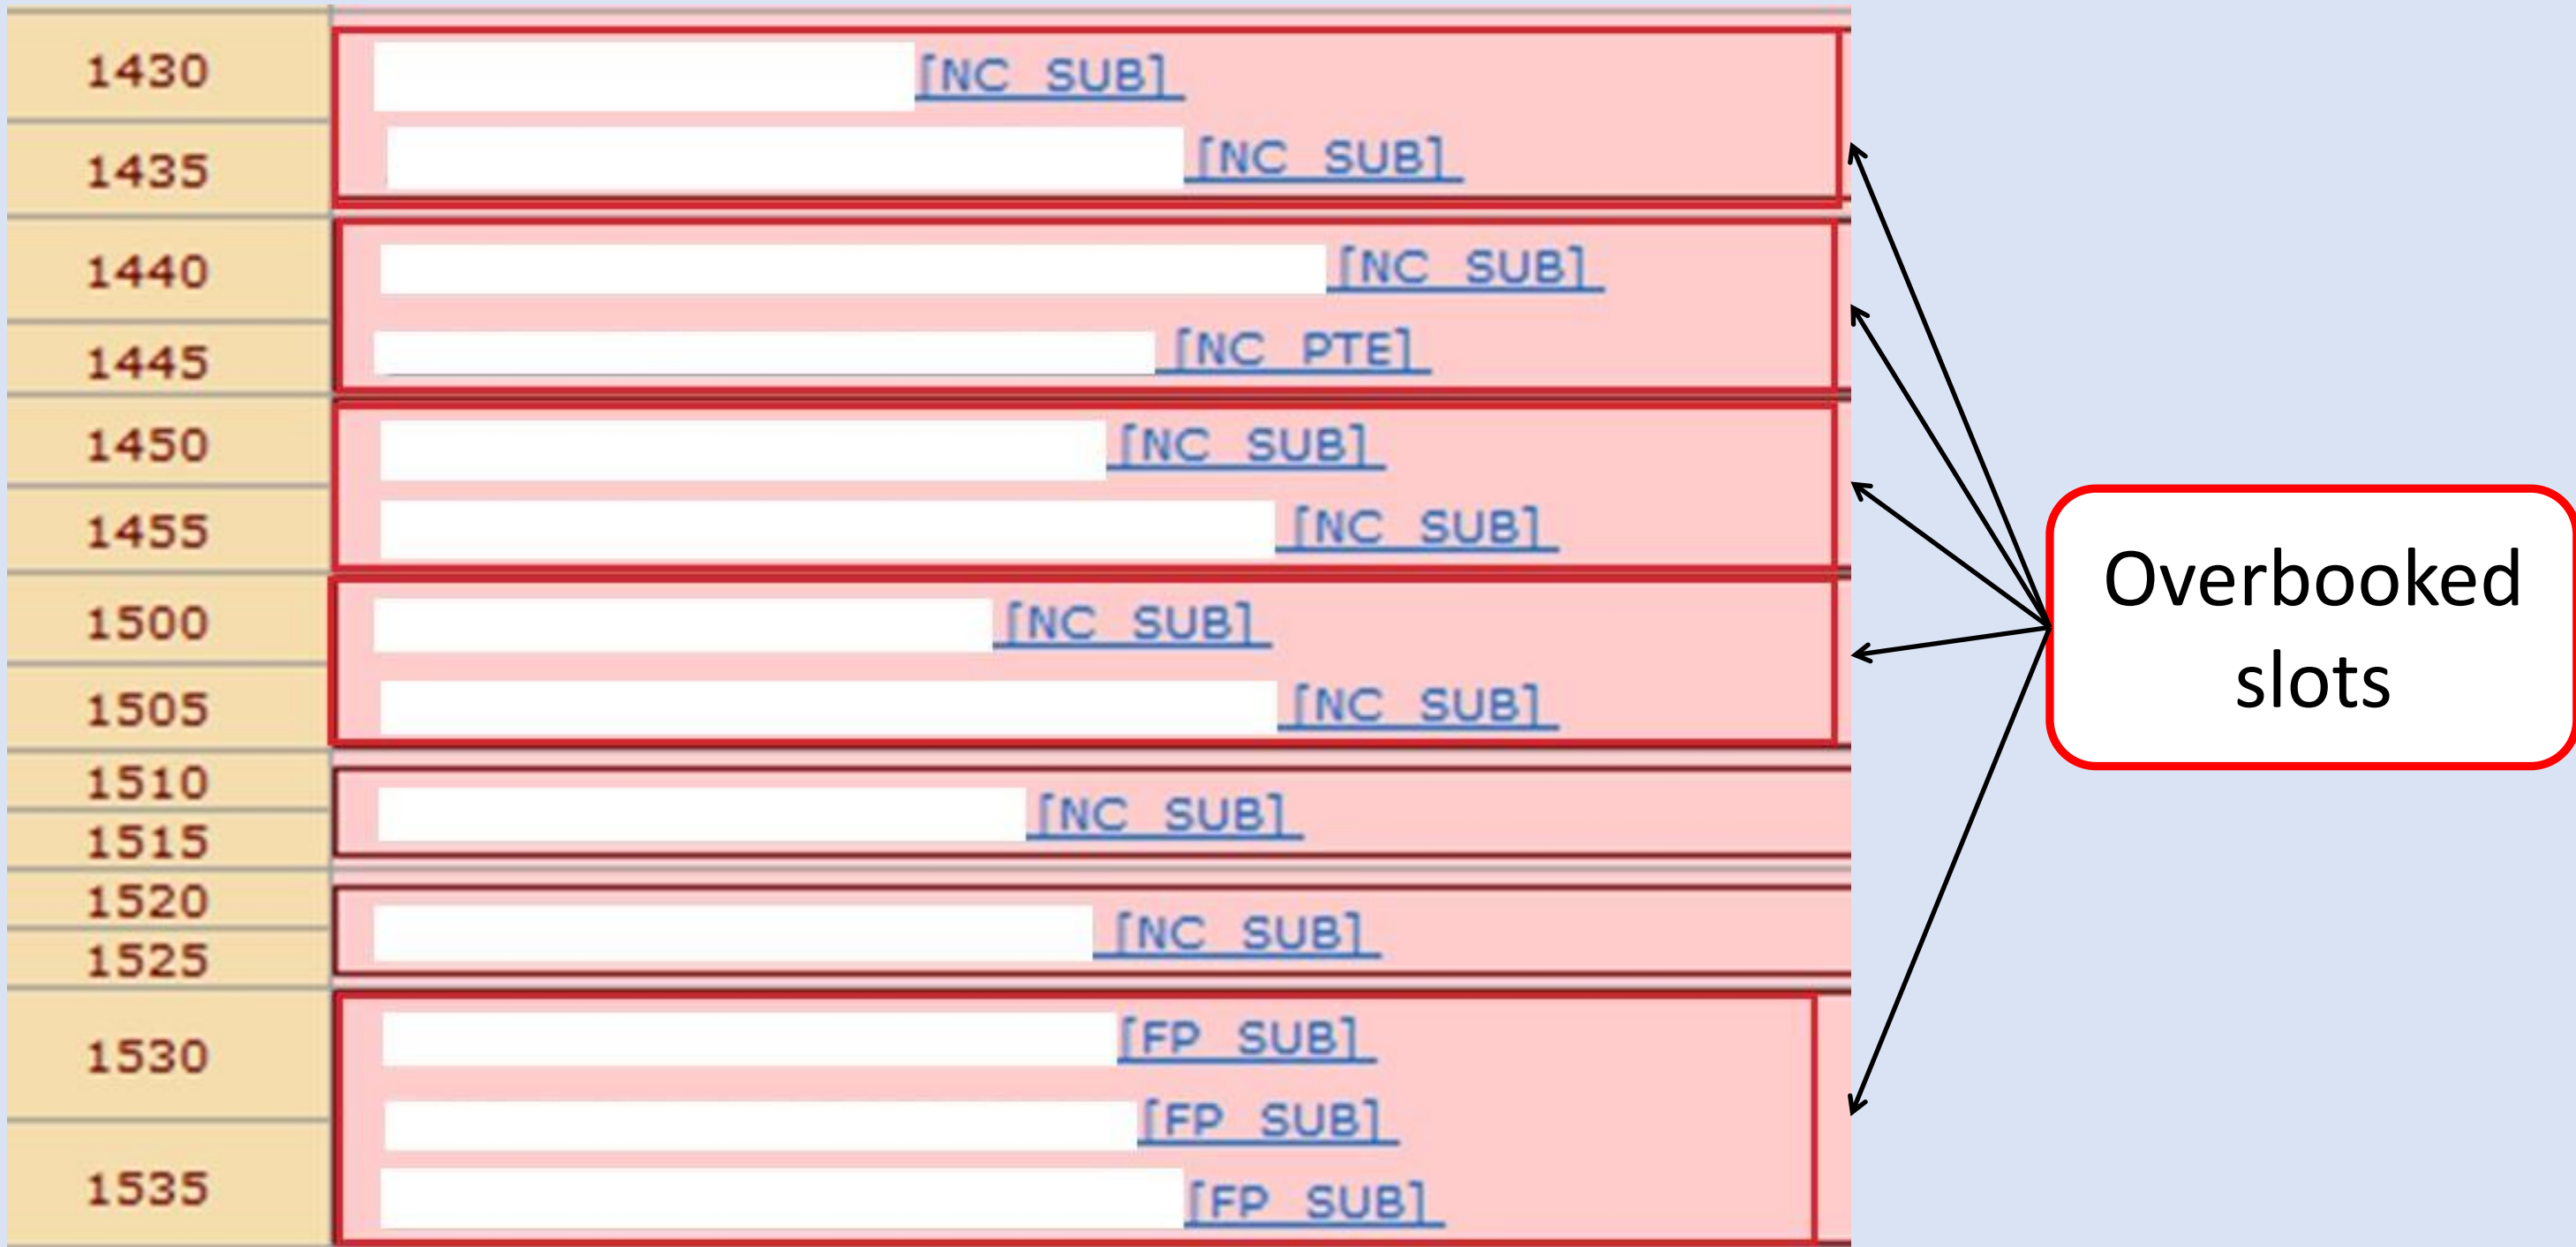 1430 [NC SUB]
1435 [NC SUB]
1440 [NC SUB]
1445 [NC PTE]
1450 [NC SUB]
1455 [NC SUB]
1500 [NC SUB]
1505 [NC SUB]
1510
[NC SUB]
1515
1520
[NC SUB]
1525
1530 [FP SUB]
[FP SUB]
1535 [FP SUB]
Overbooked
slots